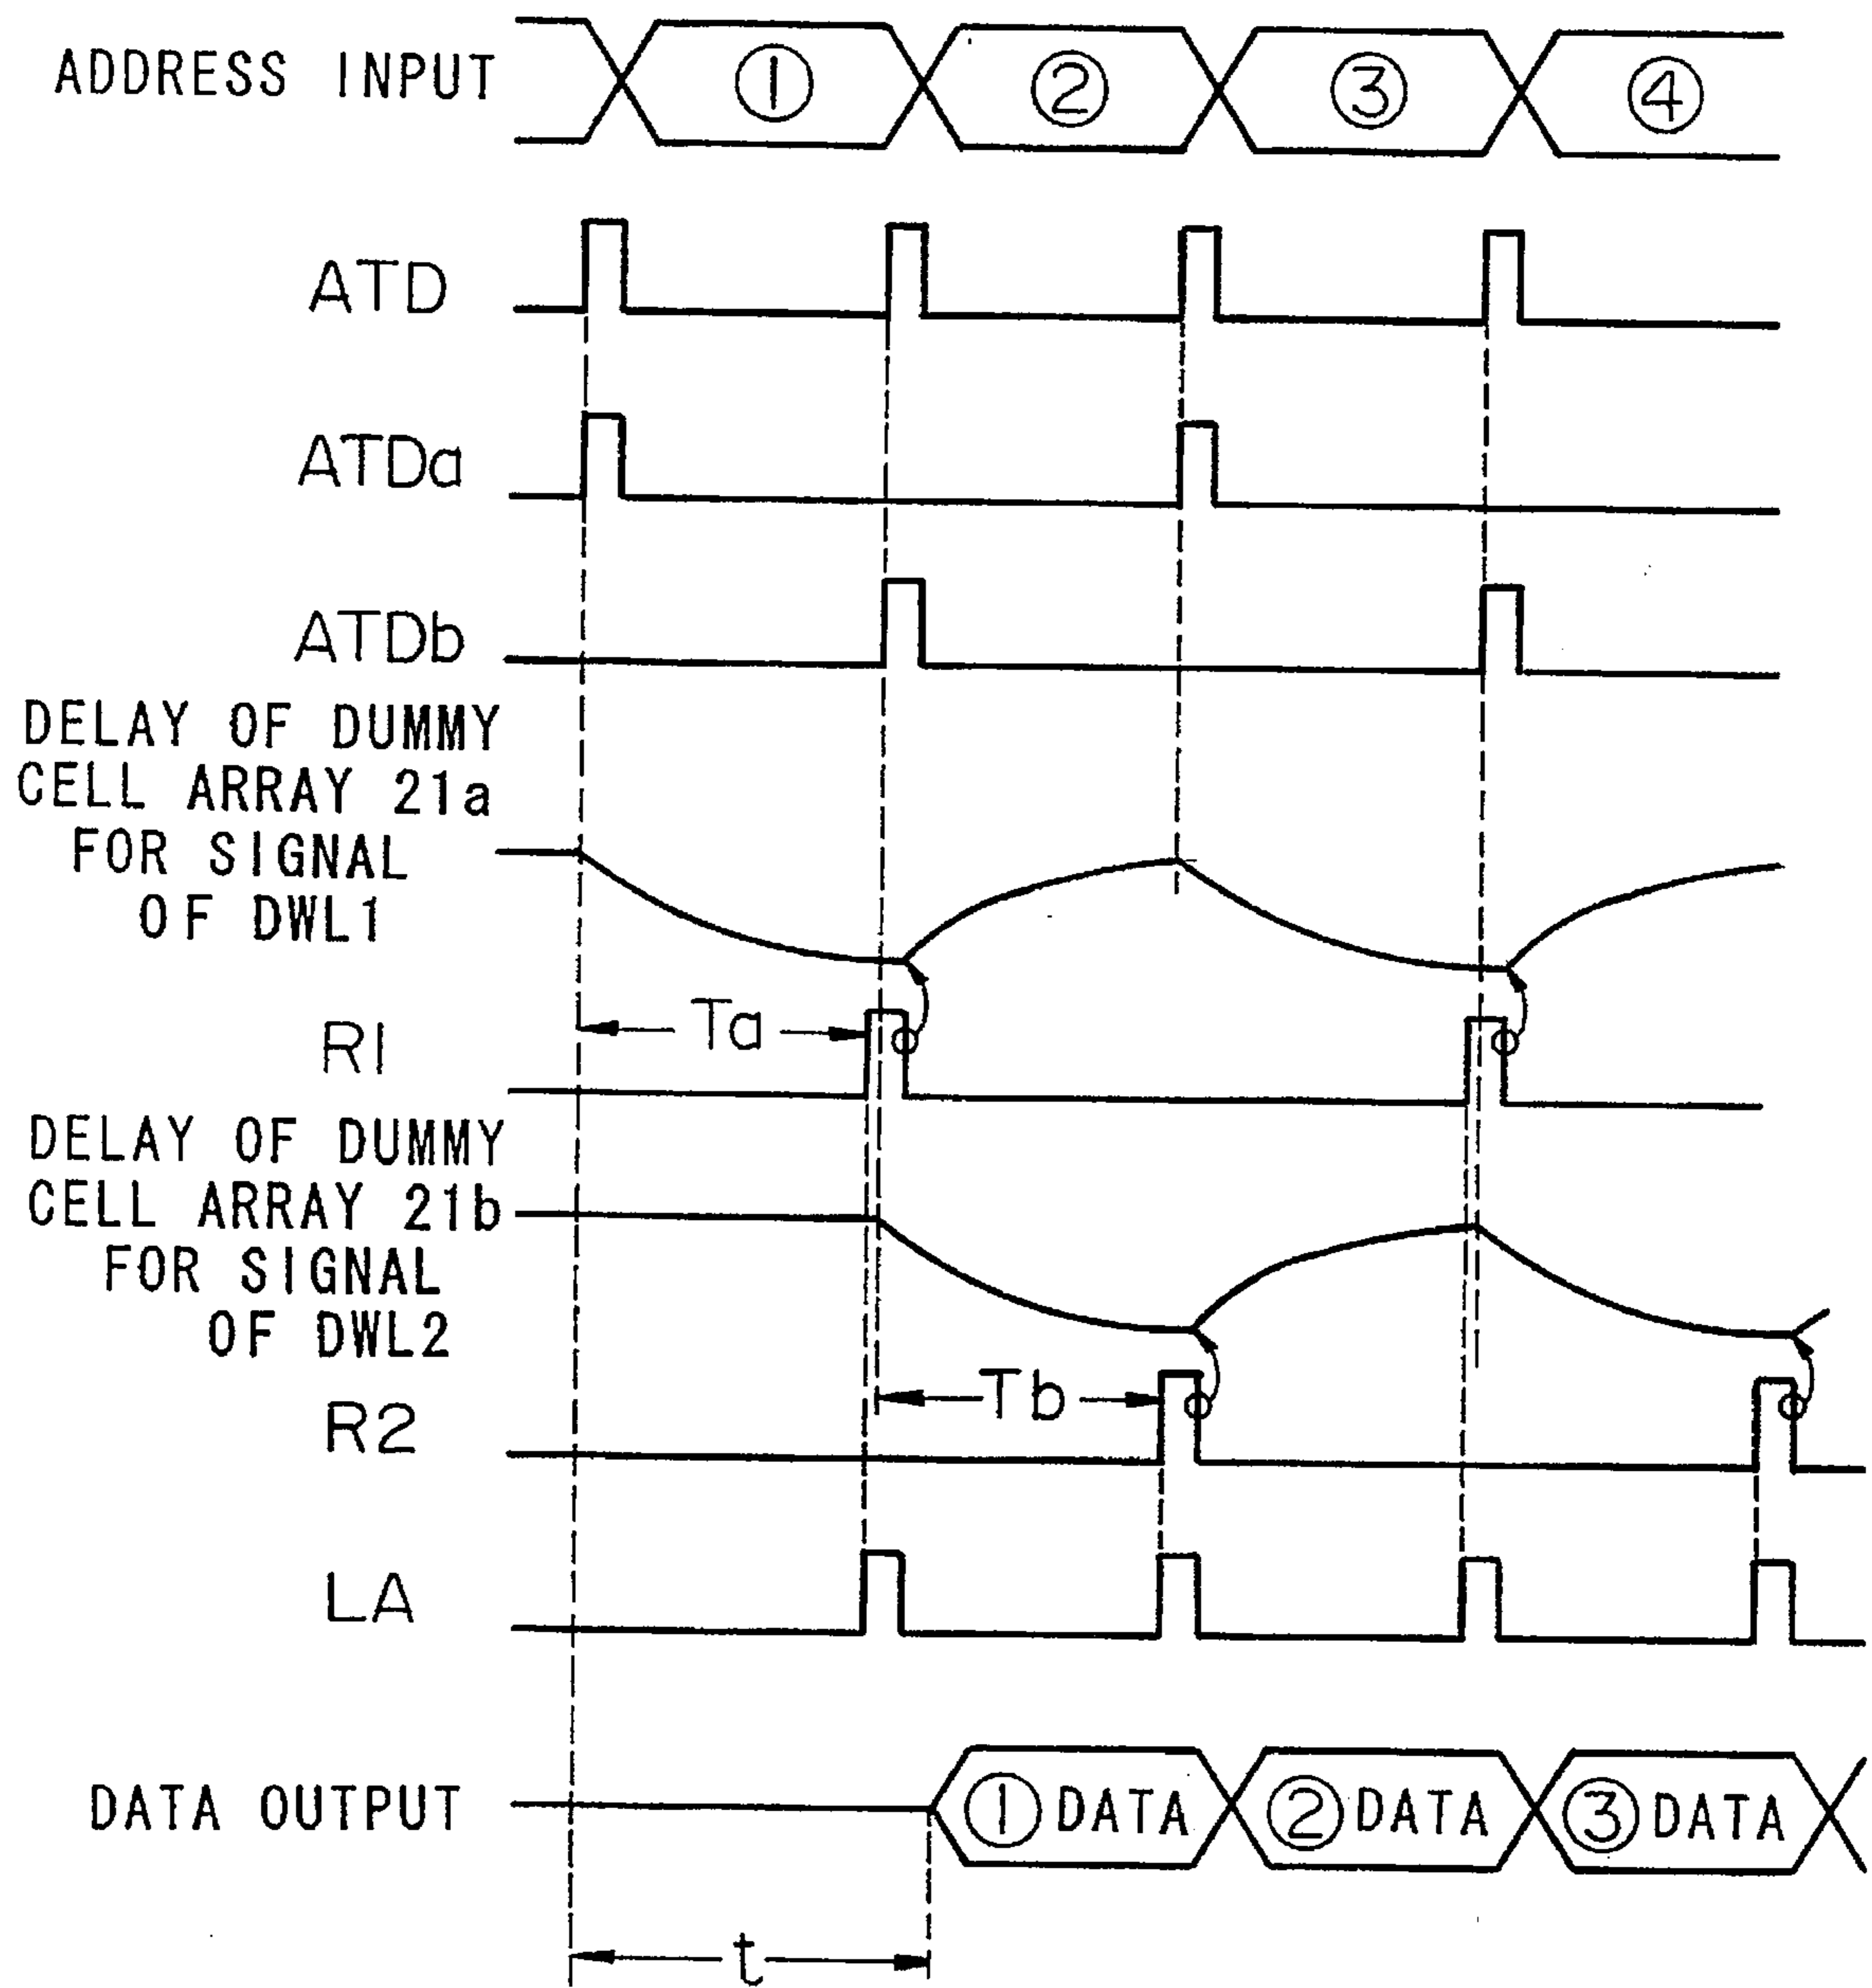 ADDRESS INPUT ① ② ③ ④
ATD
ATDa
ATDb
DELAY OF DUMMY
CELL ARRAY 21a
FOR SIGNAL
OF DWL1
Ta
R1
DELAY OF DUMMY
CELL ARRAY 21b
FOR SIGNAL
OF DWL2
Tb
R2
LA
DATA OUTPUT ① DATA ② DATA ③ DATA
t